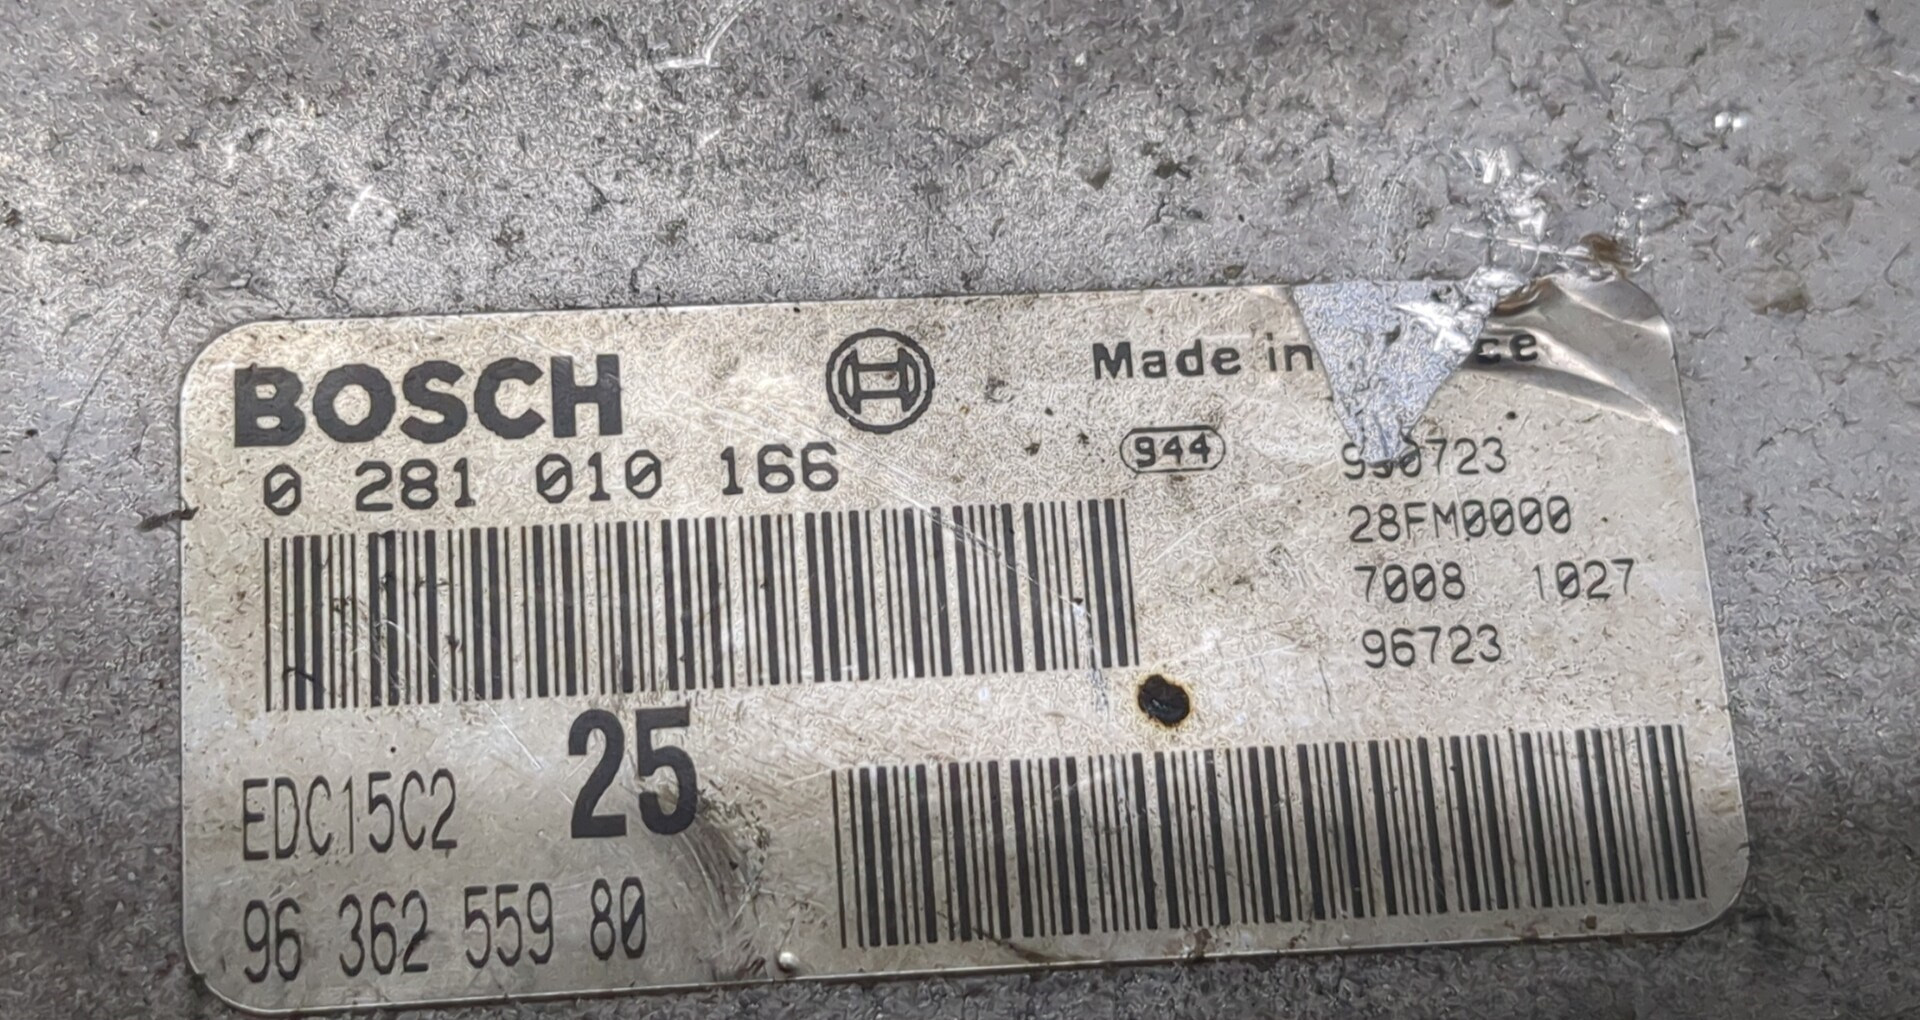 BOSCH
Made in
0 281 010 166
944
28FM0000
7008 1027
96723
25
EDC15C2
96 362 559 80